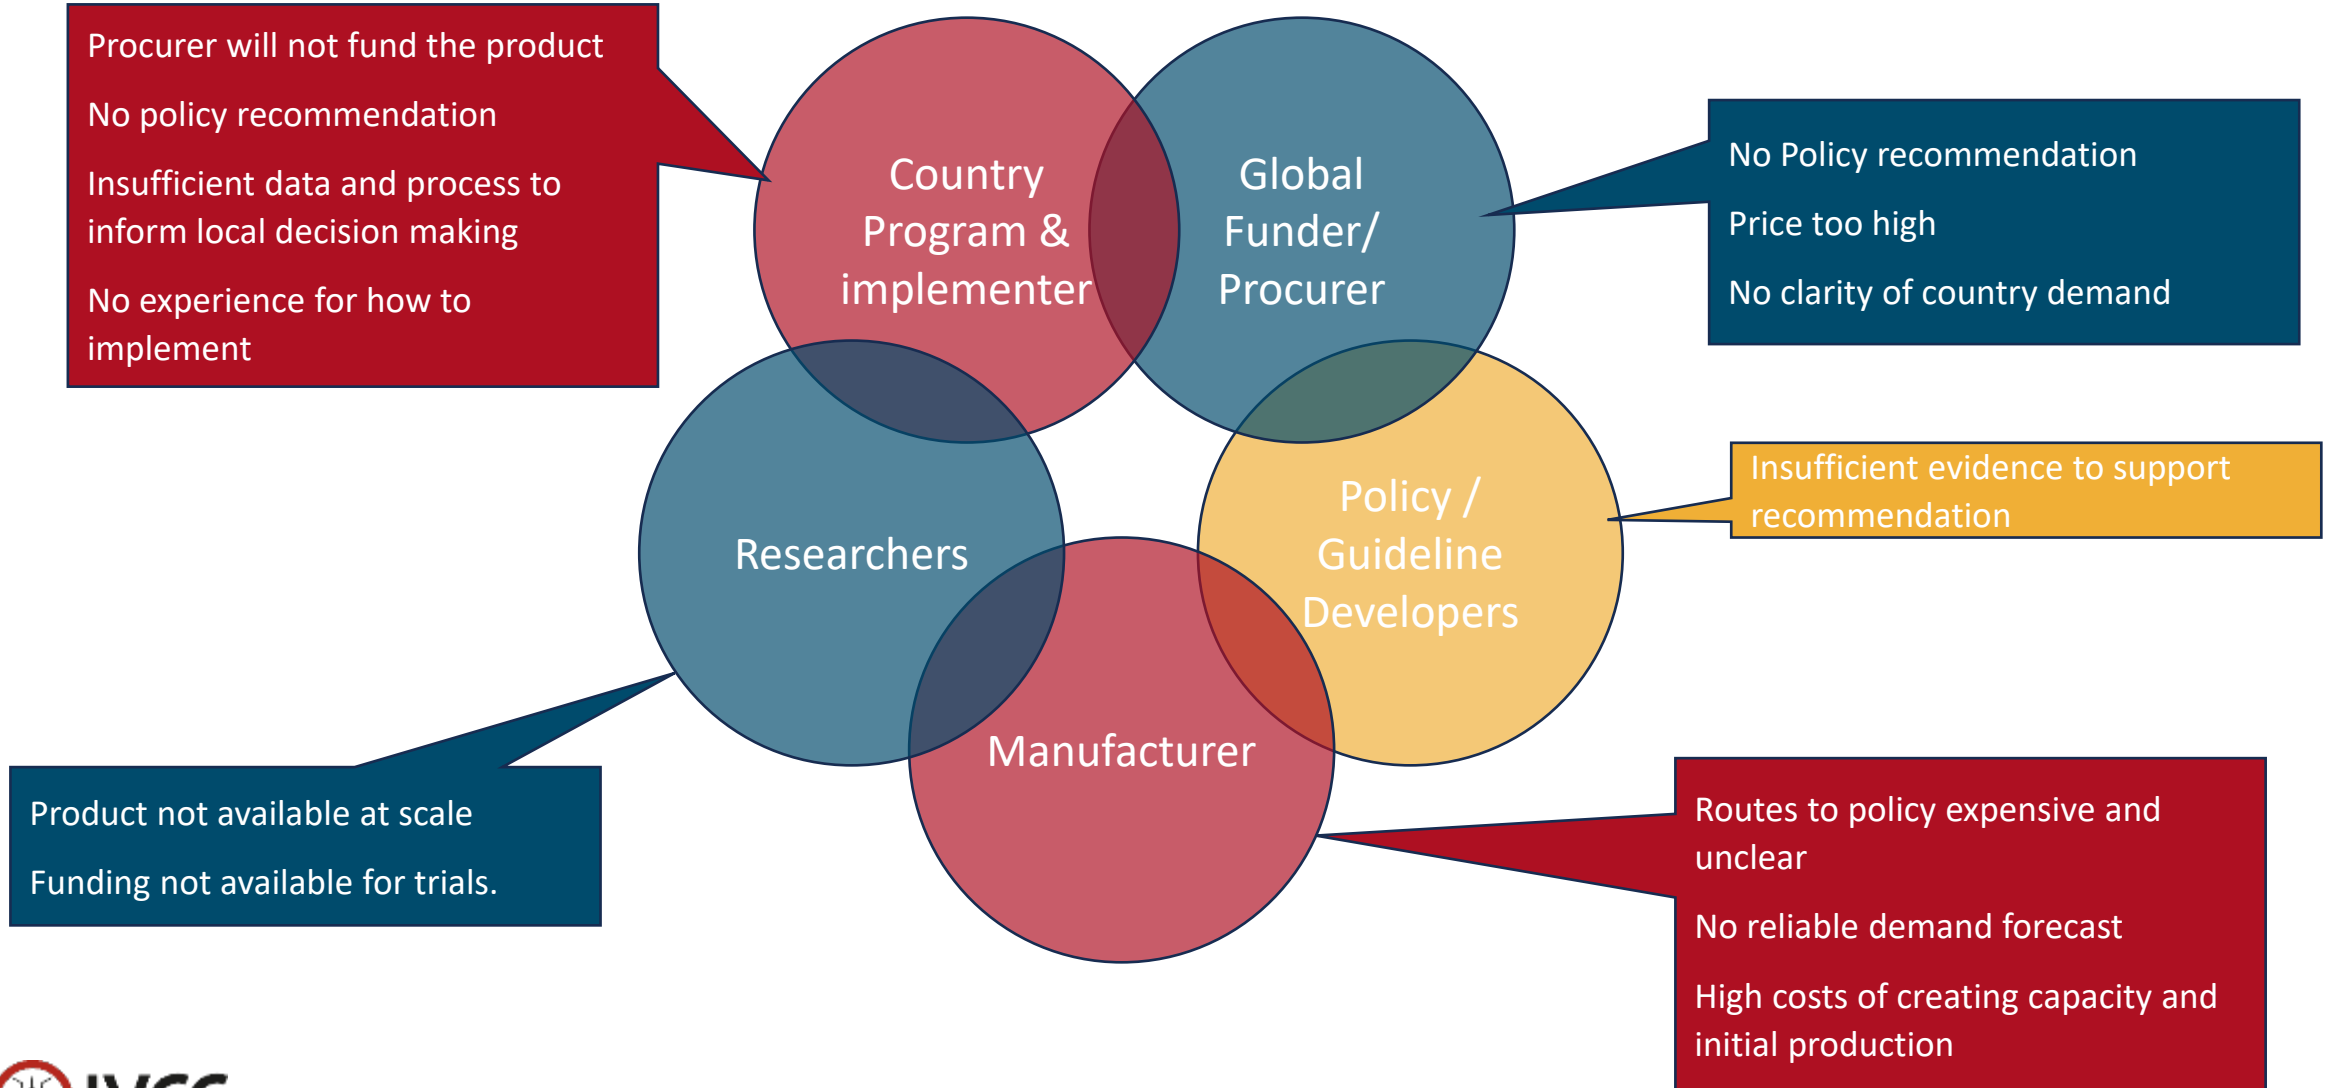 Procurer will not fund the product
No policy recommendation
Insufficient data and process to
inform local decision making
No experience for how to
implement
Country
Program &
implementer
Global
Funder/
Procurer
No Policy recommendation
Price too high
No clarity of country demand
Researchers
Policy /
Guideline
Developers
Insufficient evidence to support
recommendation
Manufacturer
Product not available at scale
Funding not available for trials.
Routes to policy expensive and
unclear
No reliable demand forecast
High costs of creating capacity and
initial production
IVCC